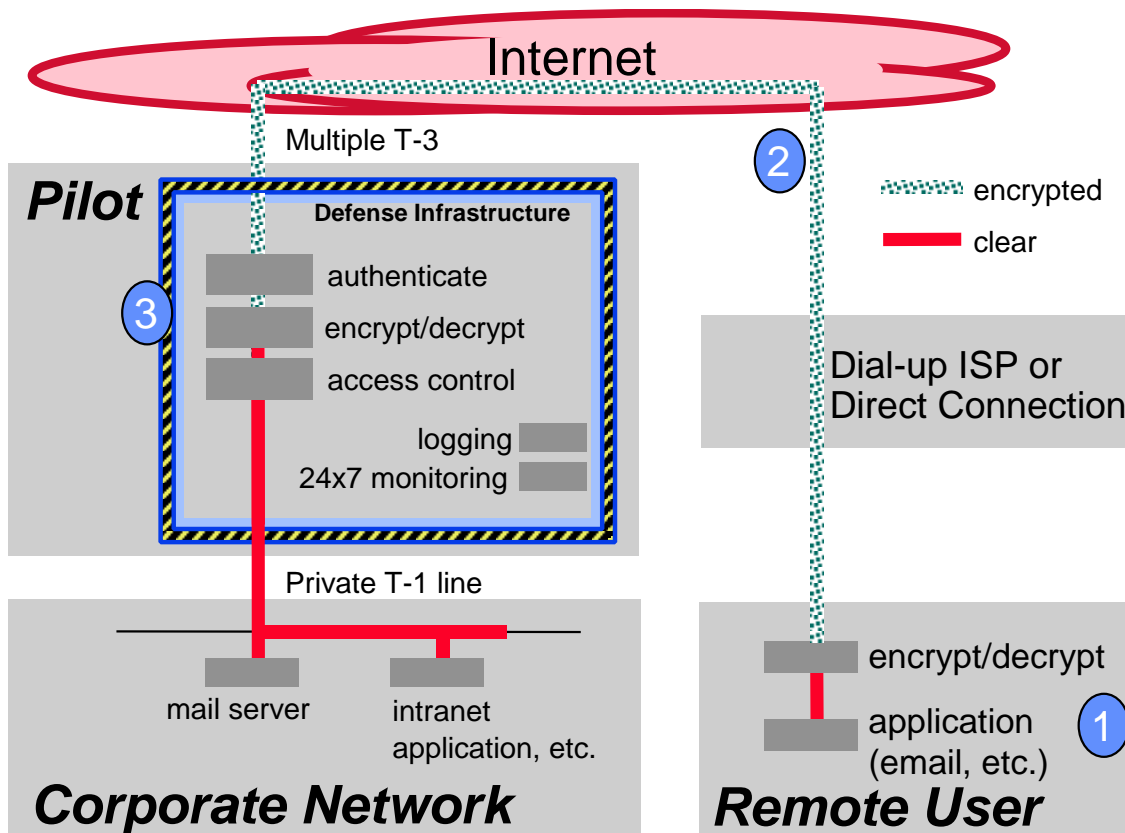 Internet
Multiple T-3
2
Pilot
Defense Infrastructure
encrypted
clear
authenticate
3
encrypt/decrypt
access control
Dial-up ISP or
Direct Connection
logging
24x7 monitoring
Private T-1 line
mail server
intranet
application, etc.
Corporate Network
encrypt/decrypt
application
(email, etc.)
1
Remote User